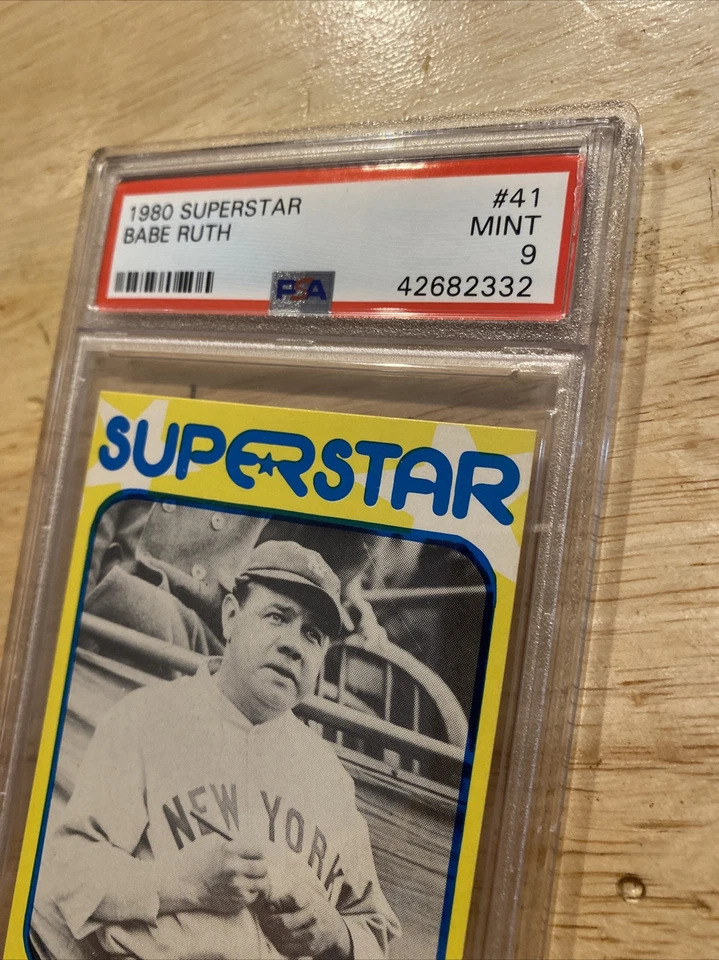 1980 SUPERSTAR #41
BABE RUTH MINT
9
PSA 42682332
SUPERSTAR
NEW YORK